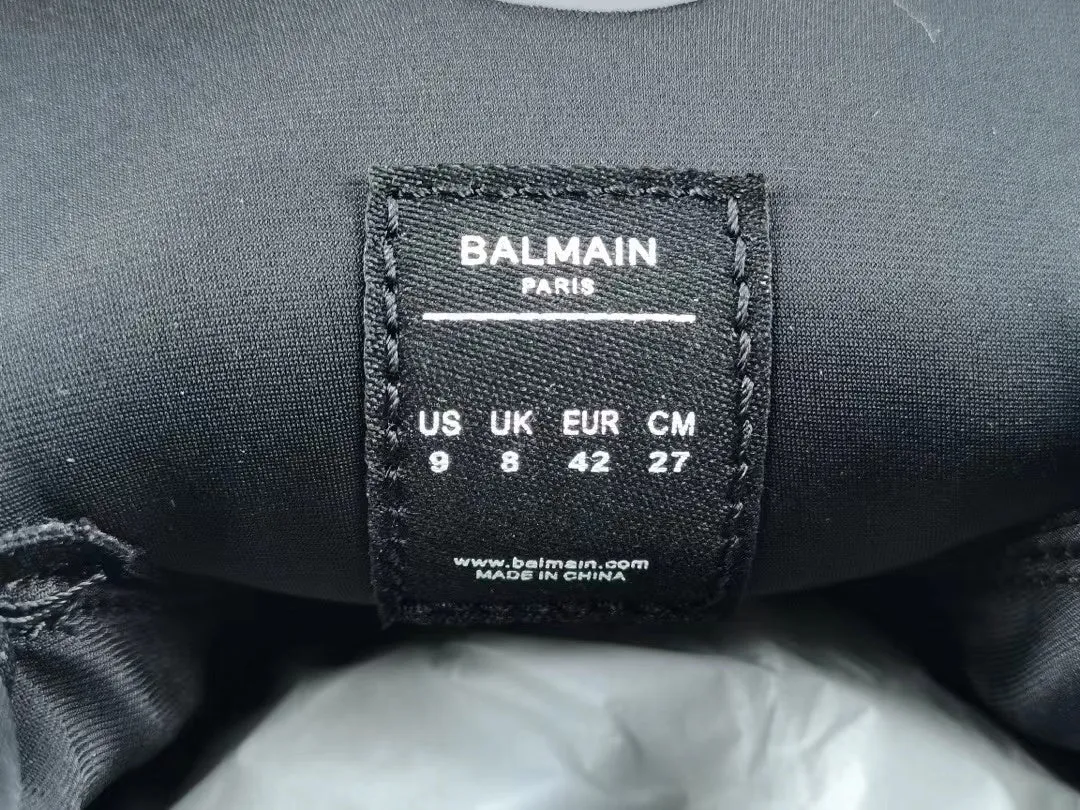 BALMAIN
PARIS
US UK EUR CM
9 8 42 27
www.balmain.com
MADE IN CHINA